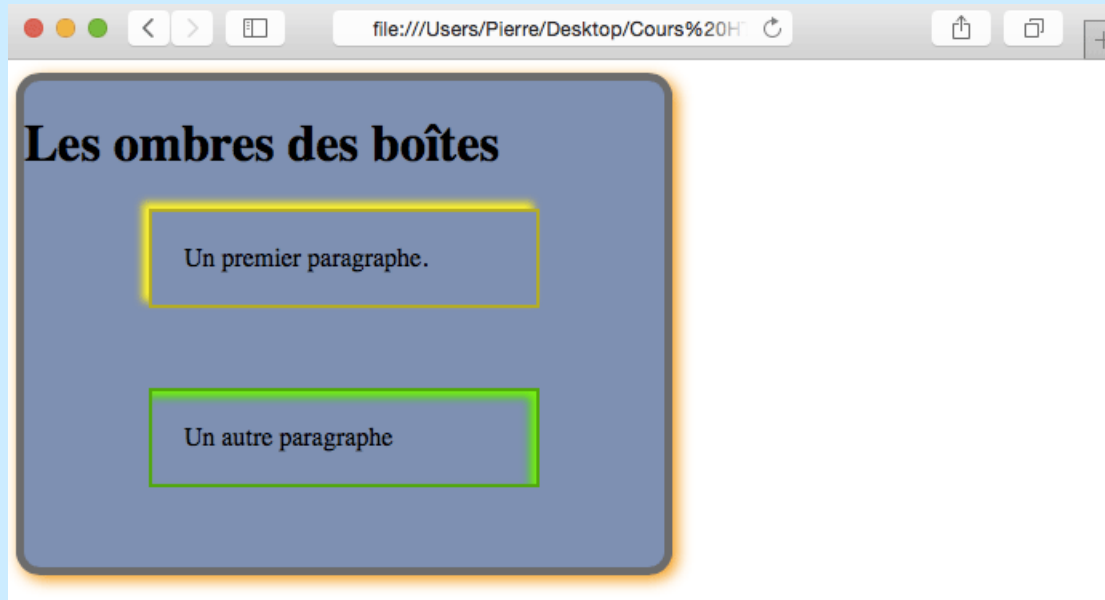 file:///Users/Pierre/Desktop/Cours%20H
Les ombres des boîtes
Un premier paragraphe.
Un autre paragraphe